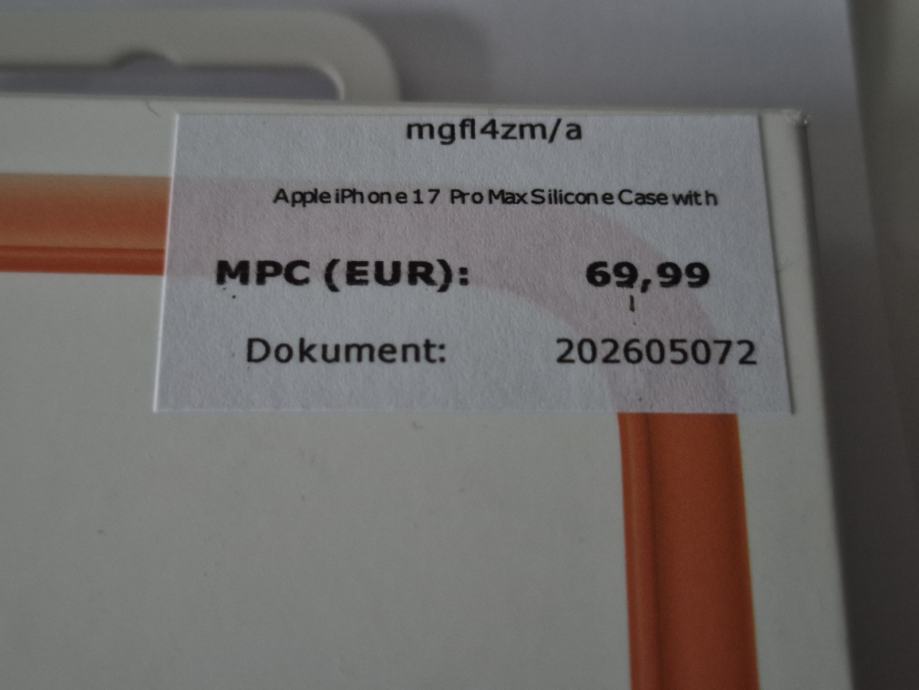 mgfl4zm/a
Apple iPhone 17 Pro Max Silicone Case with
MPC (EUR): 69,99
Dokument: 202605072